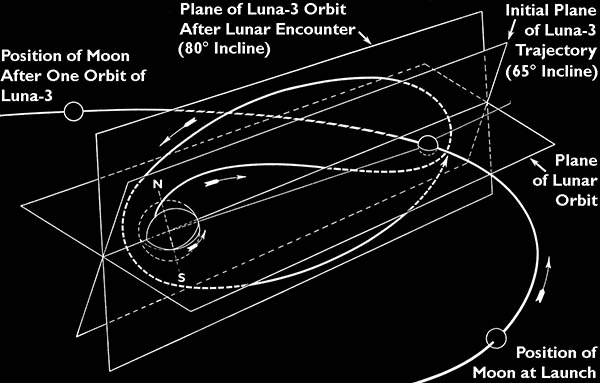 Plane of Luna-3 Orbit
After Lunar Encounter
(80° Incline)
Initial Plane
of Luna-3
Trajectory
(65° Incline)
Position of Moon
After One Orbit of
Luna-3
N
S
Plane
of Lunar
Orbit
Position of
Moon at Launch